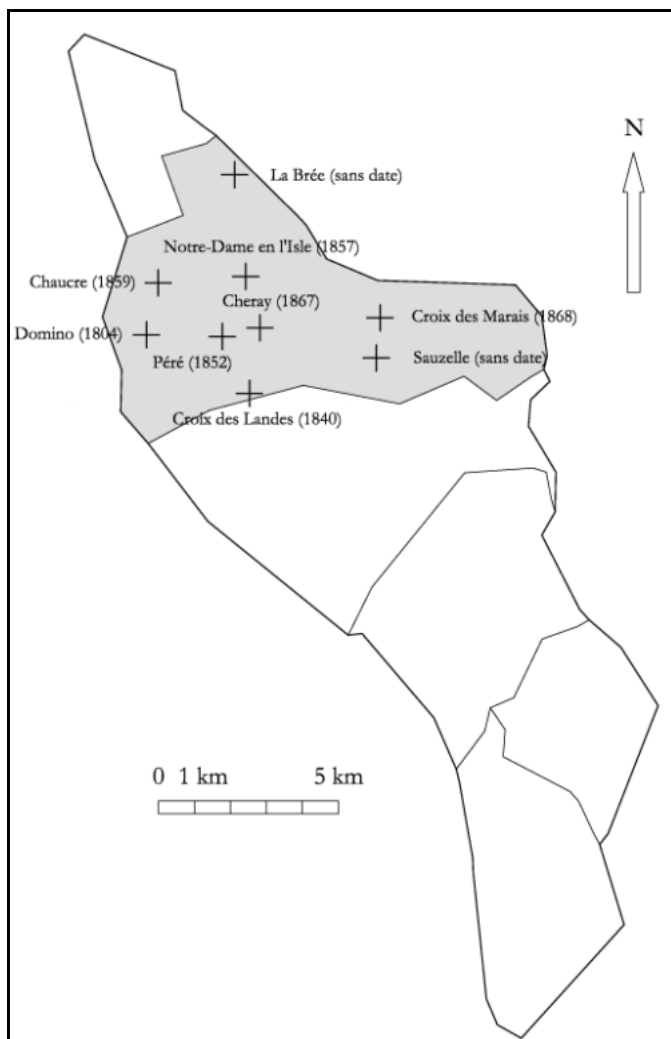 N
La Brée (sans date)
Notre-Dame en l'Isle (1857)
Chaucre (1859)
Cheray (1867)
Croix des Marais (1868)
Domino (1804)
Péré (1852)
Sauzelle (sans date)
Croix des Landes (1840)
0 1 km 5 km